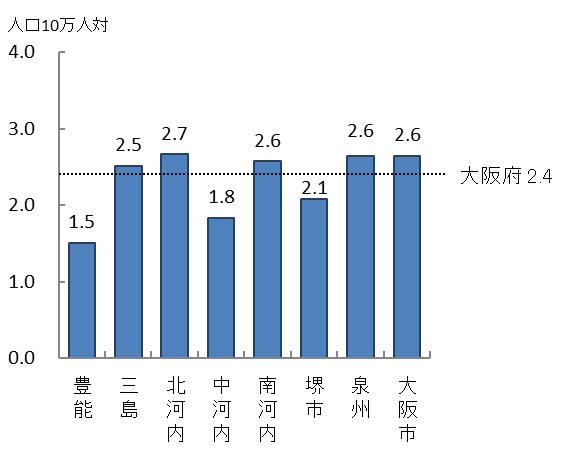 人口10万人対
4.0
3.0
2.0
1.0
0.0
1.5
2.5
2.7
1.8
2.6
2.1
2.6
2.6
大阪府 2.4
豊能
三島
北河内
中河内
南河内
堺市
泉州
大阪市